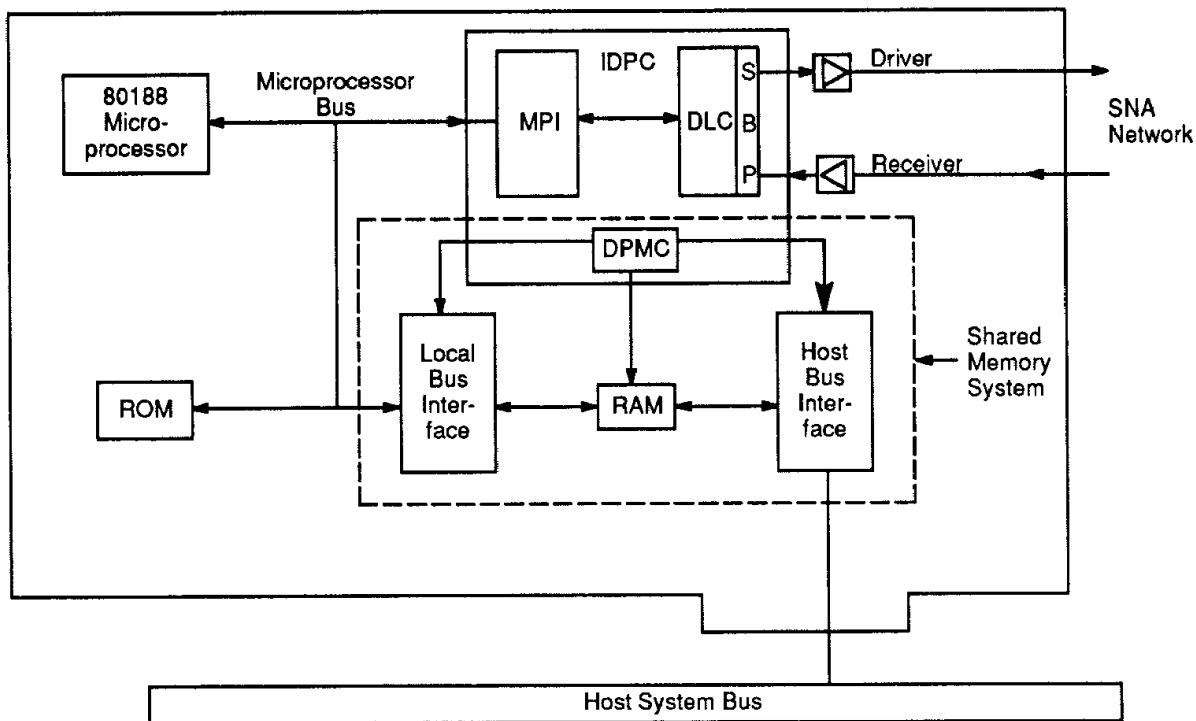 80188
Micro-
processor
Microprocessor
Bus
IDPC
MPI
DLC
S
B
P
Driver
Receiver
SNA
Network
DPMC
Local
Bus
Inter-
face
RAM
Host
Bus
Inter-
face
Shared
Memory
System
ROM
Host System Bus